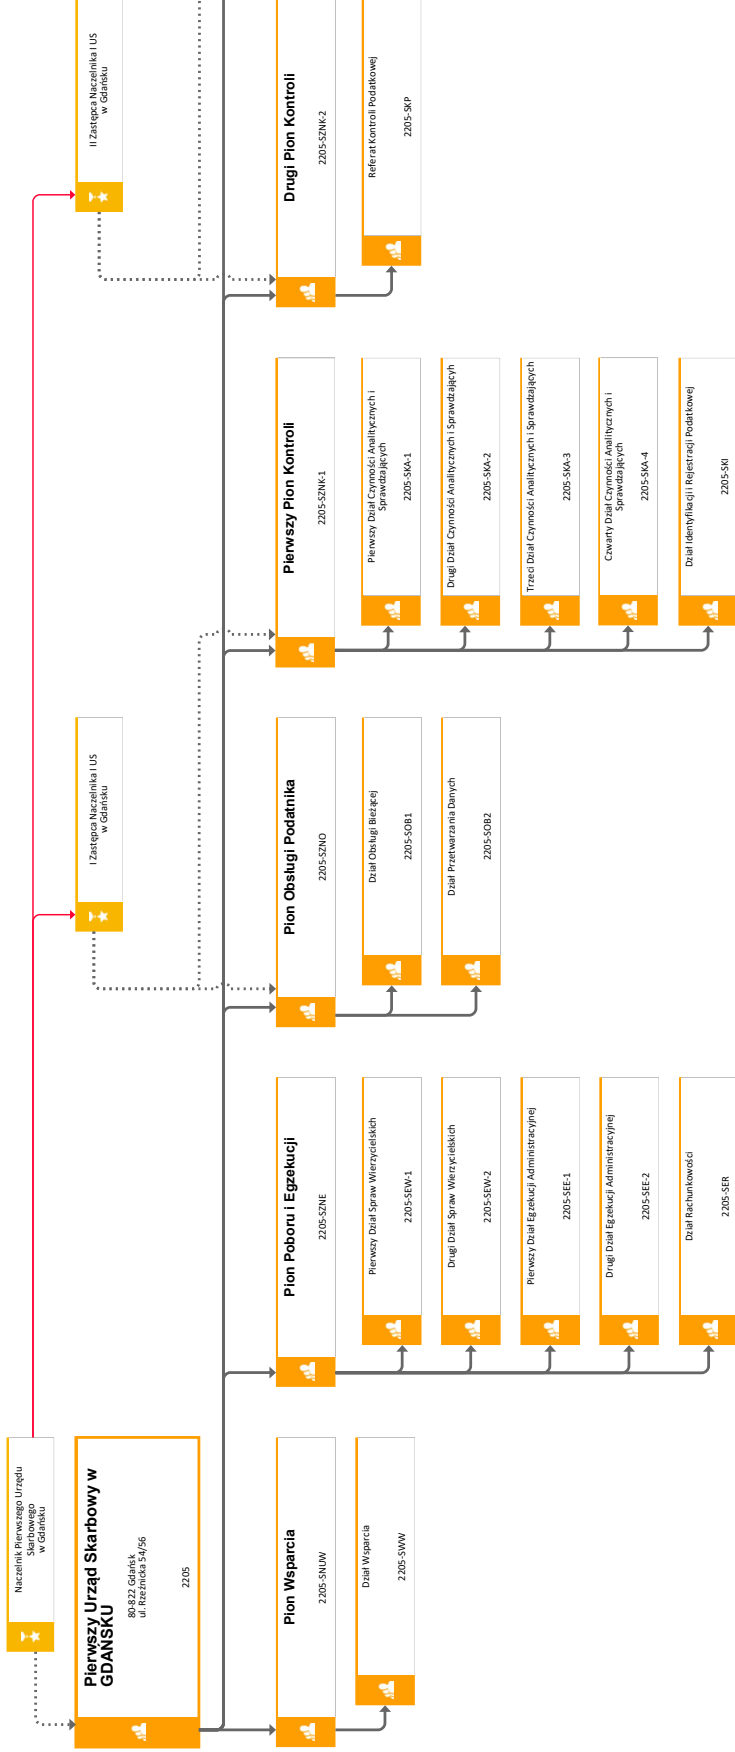 Naczelnik Pierwszego Urzędu
Skarbowego
w Gdańsku
I Zastępca Naczelnika I US
w Gdańsku
II Zastępca Naczelnika I US
w Gdańsku
Pierwszy Urząd Skarbowy w
GDAŃSKU
80-822 Gdańsk
ul. Rzeźnicka 54/56
2205
Pion Wsparcia
2205-SNUW
Dział Wsparcia
2205-SWW
Pion Poboru i Egzekucji
2205-SZNE
Pierwszy Dział Spraw Wierzycielskich
2205-SEW-1
Drugi Dział Spraw Wierzycielskich
2205-SEW-2
Pierwszy Dział Egzekucji Administracyjnej
2205-SEE-1
Drugi Dział Egzekucji Administracyjnej
2205-SEE-2
Dział Rachunkowości
2205-SER
Pion Obsługi Podatnika
2205-SZNO
Dział Obsługi Bieżącej
2205-SOB1
Dział Przetwarzania Danych
2205-SOB2
Pierwszy Pion Kontroli
2205-SZNK-1
Pierwszy Dział Czynności Analitycznych i
Sprawdzających
2205-SKA-1
Drugi Dział Czynności Analitycznych i Sprawdzającyh
2205-SKA-2
Trzeci Dział Czynności Analitycznych i Sprawdzających
2205-SKA-3
Czwarty Dział Czynności Analitycznych i
Sprawdzających
2205-SKA-4
Dział Identyfikacji i Rejestracji Podatkowej
2205-SKI
Drugi Pion Kontroli
2205-SZNK-2
Referat Kontroli Podatkowej
2205-SKP